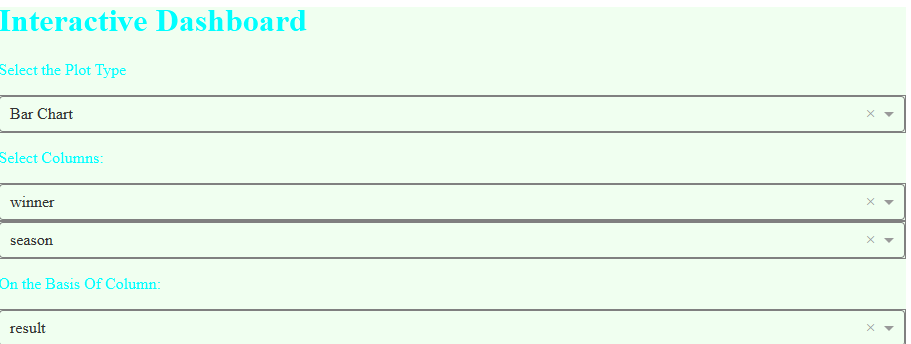 Interactive Dashboard
Select the Plot Type
Bar Chart
Select Columns:
winner
season
On the Basis Of Column:
result